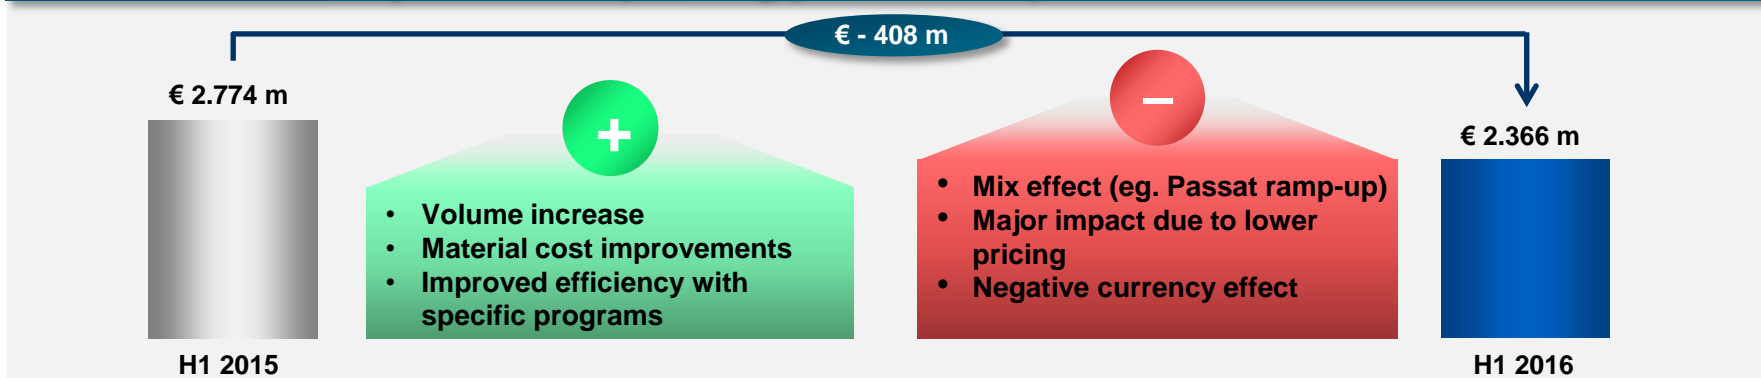 € - 408 m
€ 2.774 m
+
–
€ 2.366 m
• Volume increase
• Material cost improvements
• Improved efficiency with
specific programs
• Mix effect (eg. Passat ramp-up)
• Major impact due to lower
pricing
• Negative currency effect
H1 2015
H1 2016